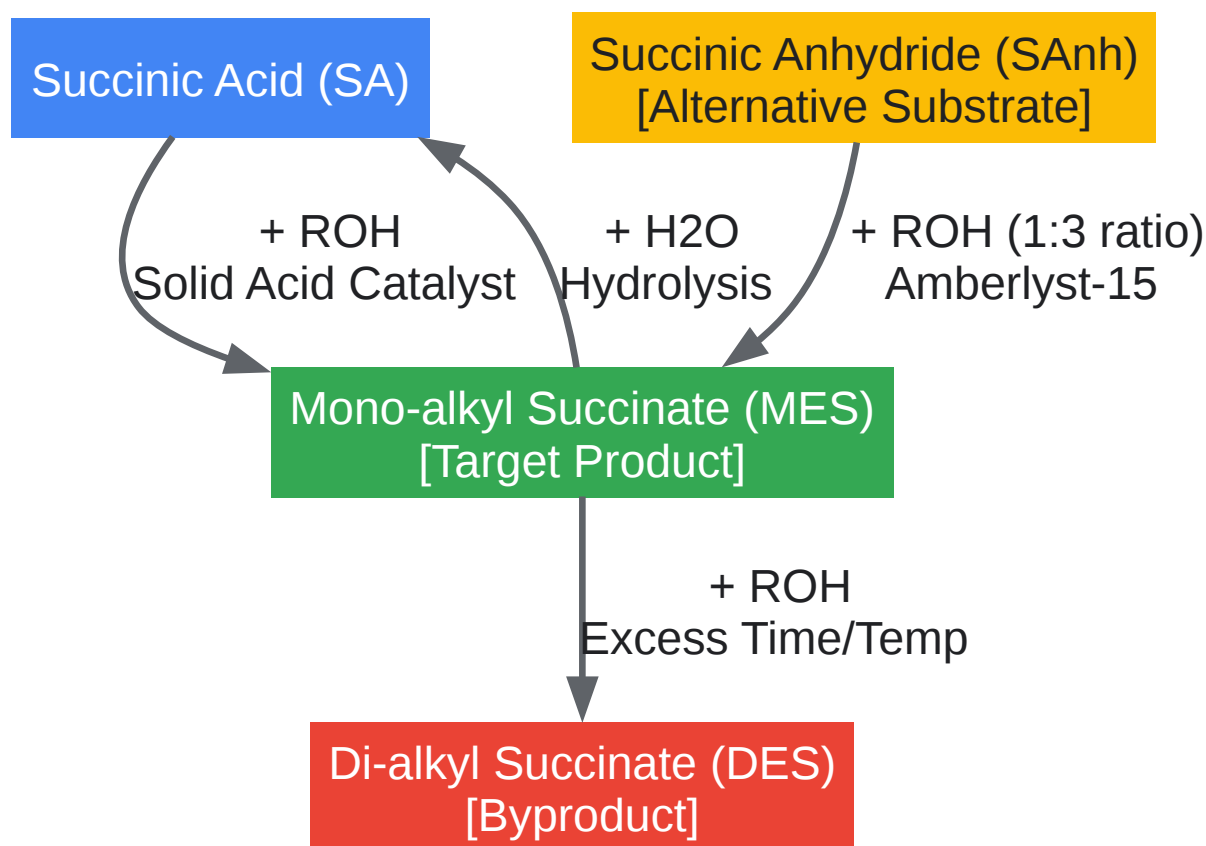 Succinic Acid (SA)
Succinic Anhydride (SAnh)
[Alternative Substrate]
+ ROH
Solid Acid Catalyst
+ H2O
Hydrolysis
+ ROH (1:3 ratio)
Amberlyst-15
Mono-alkyl Succinate (MES)
[Target Product]
+ ROH
Excess Time/Temp
Di-alkyl Succinate (DES)
[Byproduct]